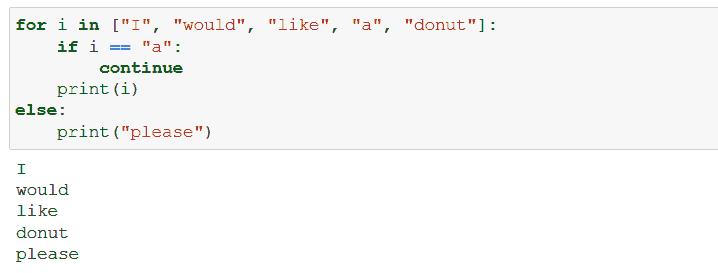 for i in ["I", "would", "like", "a", "donut"]:
    if i == "a":
        continue
    print(i)
else:
    print("please")
I
would
like
donut
please